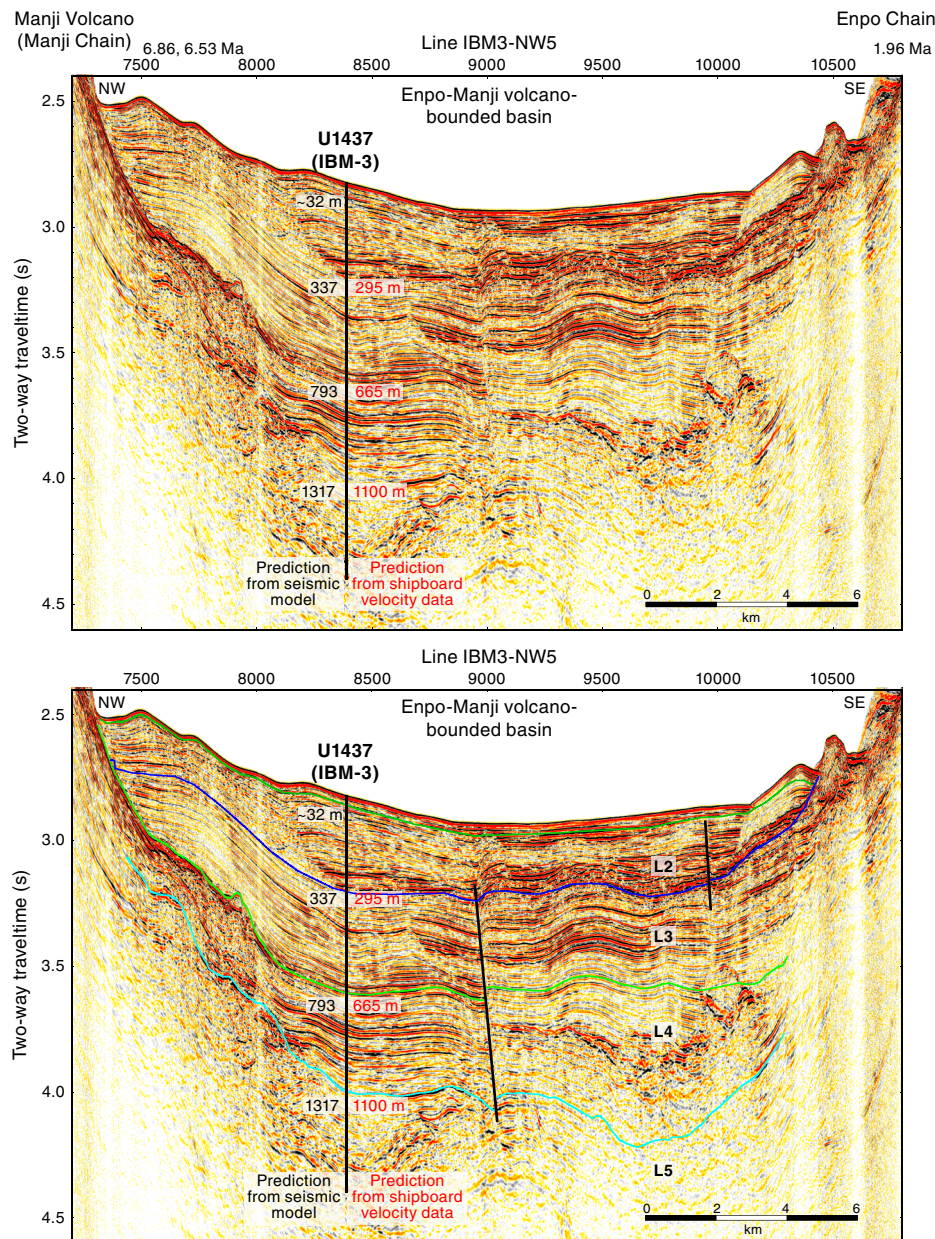 Manji Volcano
(Manji Chain)
6.86, 6.53 Ma
Line IBM3-NW5
Enpo Chain
1.96 Ma
7500 8000 8500 9000 9500 10000 10500
NW
Enpo-Manji volcano-
bounded basin
SE
U1437
(IBM-3)
2.5
~32 m
3.0
337 295 m
3.5
793 665 m
4.0
1317 1100 m
Prediction
from seismic
model
Prediction
from shipboard
velocity data
4.5
0 2 4 6
km
Two-way traveltime (s)
Line IBM3-NW5
7500 8000 8500 9000 9500 10000 10500
NW
Enpo-Manji volcano-
bounded basin
SE
U1437
(IBM-3)
2.5
~32 m
3.0
L2
337 295 m
L3
3.5
793 665 m
L4
4.0
1317 1100 m
L5
Prediction
from seismic
model
Prediction
from shipboard
velocity data
4.5
0 2 4 6
km
Two-way traveltime (s)